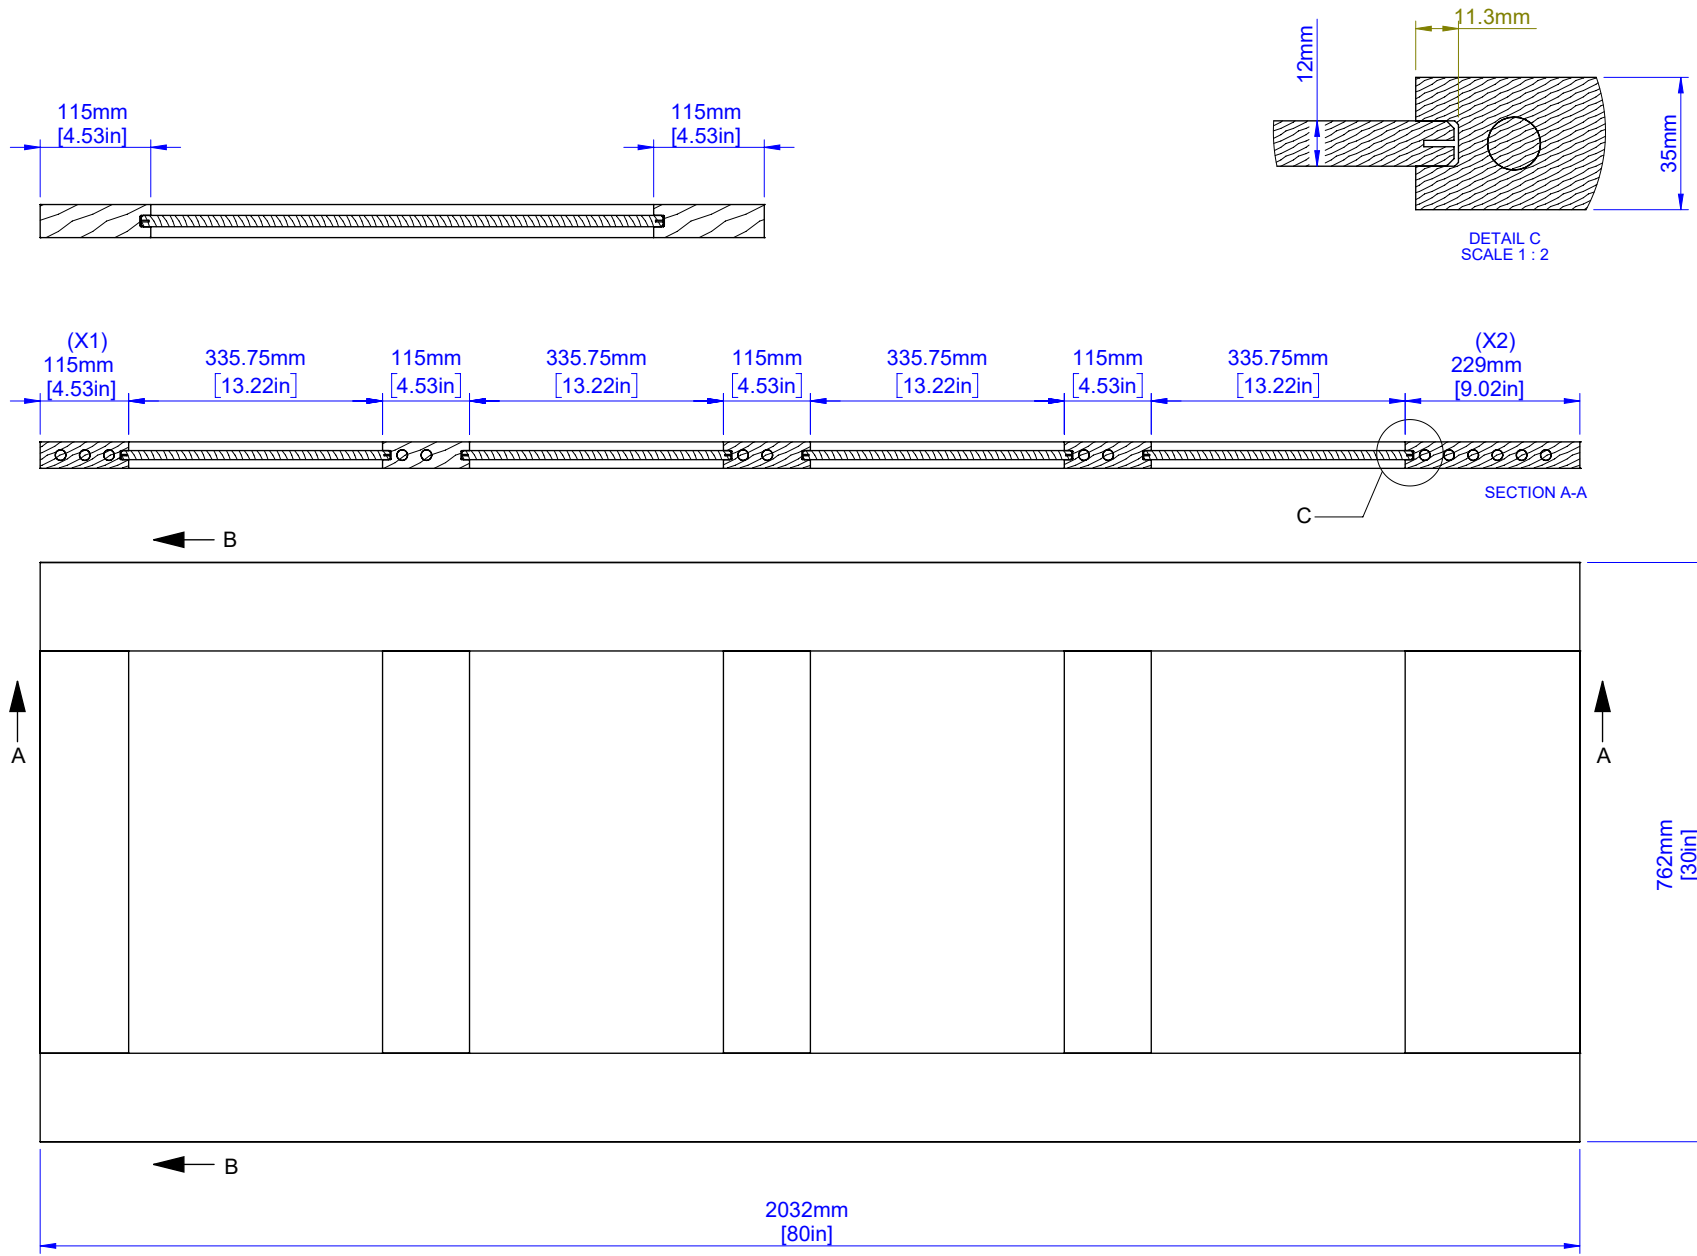 11.3mm
12mm
35mm
DETAIL C
SCALE 1 : 2
115mm
[4.53in]
115mm
[4.53in]
(X1)
115mm
[4.53in]
335.75mm
[13.22in]
115mm
[4.53in]
335.75mm
[13.22in]
115mm
[4.53in]
335.75mm
[13.22in]
115mm
[4.53in]
335.75mm
[13.22in]
(X2)
229mm
[9.02in]
SECTION A-A
C
B
A
A
762mm
[30in]
B
2032mm
[80in]